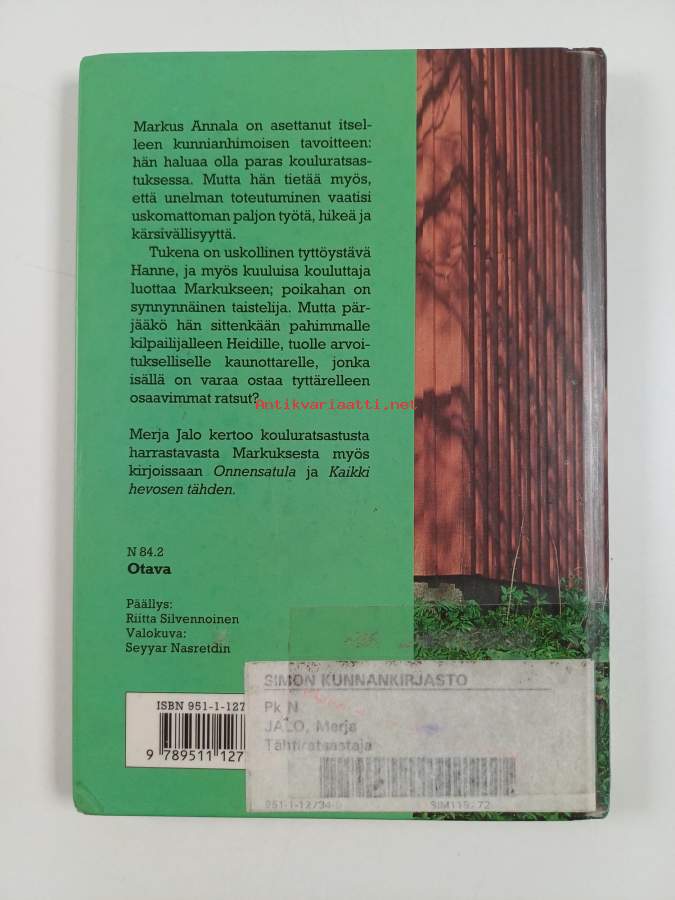 Markus Annala on asettanut itsel-
leen kunnianhimoisen tavoitteen:
hän haluaa olla paras kouluratsas-
tuksessa. Mutta hän tietää myös,
että unelman toteutuminen vaatisi
uskomattoman paljon työtä, hikeä ja
kärsivällisyyttä.
Tukena on uskollinen tyttöystävä
Hanne, ja myös kuuluisa kouluttaja
luottaa Markukseen; poikahan on
synnynnäinen taistelija. Mutta pär-
jääkö hän sittenkään pahimmalle
kilpailijalleen Heidille, tuolle arvoi-
tukselliselle kaunottarelle, jonka
isällä on varaa ostaa tyttärelleen
osaavimmat ratsut?
Antikvariaatti.net
Merja Jalo kertoo kouluratsastusta
harrastavasta Markuksesta myös
kirjoissaan Onnensatula ja Kaikki
hevosen tähden.
N 84.2
Otava
Päällys:
Riitta Silvennoinen
Valokuva:
Seyyar Nasretdin
ISBN 951-1-127
9 789511 127
SIMON KUNNANKIRJASTO
Pk N
JALO, Merja
Tähtiratsastaja
951-1-12734-